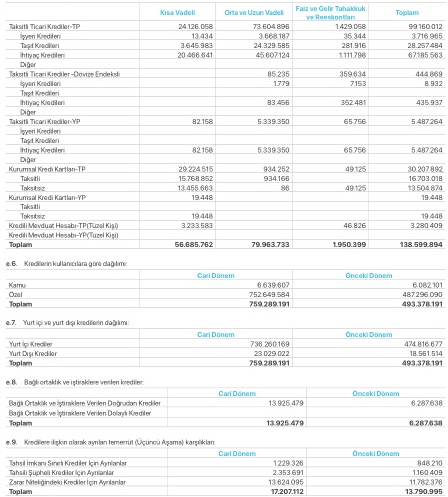 Kısa Vadeli Orta ve Uzun Vadeli Faiz ve Gelir Tahakkuk ve Reeskontları Toplam
Taksitli Ticari Krediler-TP 24.126.058 73.604.896 1.429.058 99.160.012
İşyeri Kredileri 13.434 3.668.187 35.344 3.716.965
Taşıt Kredileri 3.645.983 24.329.585 281.916 28.257.484
İhtiyaç Kredileri 20.466.641 45.607.124 1.111.798 67.185.563
Diğer
Taksitli Ticari Krediler -Dövize Endeksli 85.235 359.634 444.869
İşyeri Kredileri 1.779 7.153 8.932
Taşıt Kredileri
İhtiyaç Kredileri 83.456 352.481 435.937
Diğer
Taksitli Ticari Krediler-YP 82.158 5.339.350 65.756 5.487.264
İşyeri Kredileri
Taşıt Kredileri
İhtiyaç Kredileri 82.158 5.339.350 65.756 5.487.264
Diğer
Kurumsal Kredi Kartları-TP 29.224.515 934.252 49.125 30.207.892
Taksitli 15.768.852 934.166 16.703.018
Taksitsiz 13.455.663 86 49.125 13.504.874
Kurumsal Kredi Kartları-YP 19.448 19.448
Taksitli
Taksitsiz 19.448 19.448
Kredili Mevduat Hesabı-TP(Tüzel Kişi) 3.233.583 46.826 3.280.409
Kredili Mevduat Hesabı-YP(Tüzel Kişi)
Toplam 56.685.762 79.963.733 1.950.399 138.599.894
e.6. Kredilerin kullanıcılara göre dağılımı:
Cari Dönem Önceki Dönem
Kamu 6.639.607 6.082.101
Özel 752.649.584 487.296.090
Toplam 759.289.191 493.378.191
e.7. Yurt içi ve yurt dışı kredilerin dağılımı:
Cari Dönem Önceki Dönem
Yurt İçi Krediler 736.260.169 474.816.677
Yurt Dışı Krediler 23.029.022 18.561.514
Toplam 759.289.191 493.378.191
e.8. Bağlı ortaklık ve iştiraklere verilen krediler:
Cari Dönem Önceki Dönem
Bağlı Ortaklık ve İştiraklere Verilen Doğrudan Krediler 13.925.479 6.287.638
Bağlı Ortaklık ve İştiraklere Verilen Dolaylı Krediler
Toplam 13.925.479 6.287.638
e.9. Kredilere ilişkin olarak ayrılan temerrüt (Üçüncü Aşama) karşılıkları:
Cari Dönem Önceki Dönem
Tahsil İmkanı Sınırlı Krediler İçin Ayrılanlar 1.229.326 848.210
Tahsili Şüpheli Krediler İçin Ayrılanlar 2.353.691 1.160.409
Zarar Niteliğindeki Krediler İçin Ayrılanlar 13.624.095 11.782.376
Toplam 17.207.112 13.790.995